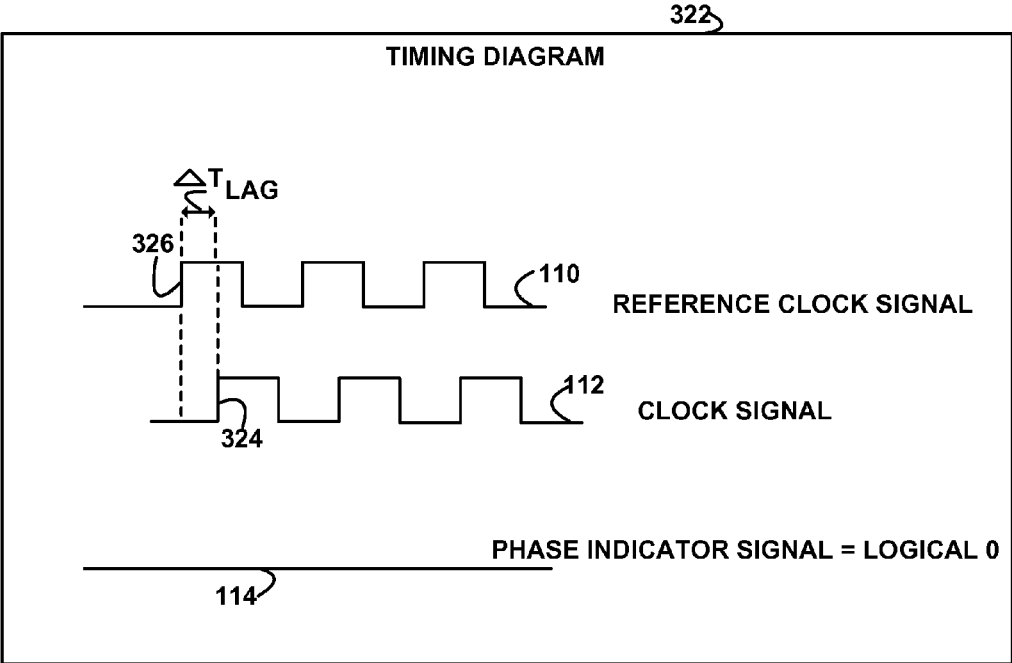 322
TIMING DIAGRAM
△T LAG
326
110
REFERENCE CLOCK SIGNAL
112
CLOCK SIGNAL
324
PHASE INDICATOR SIGNAL = LOGICAL 0
114